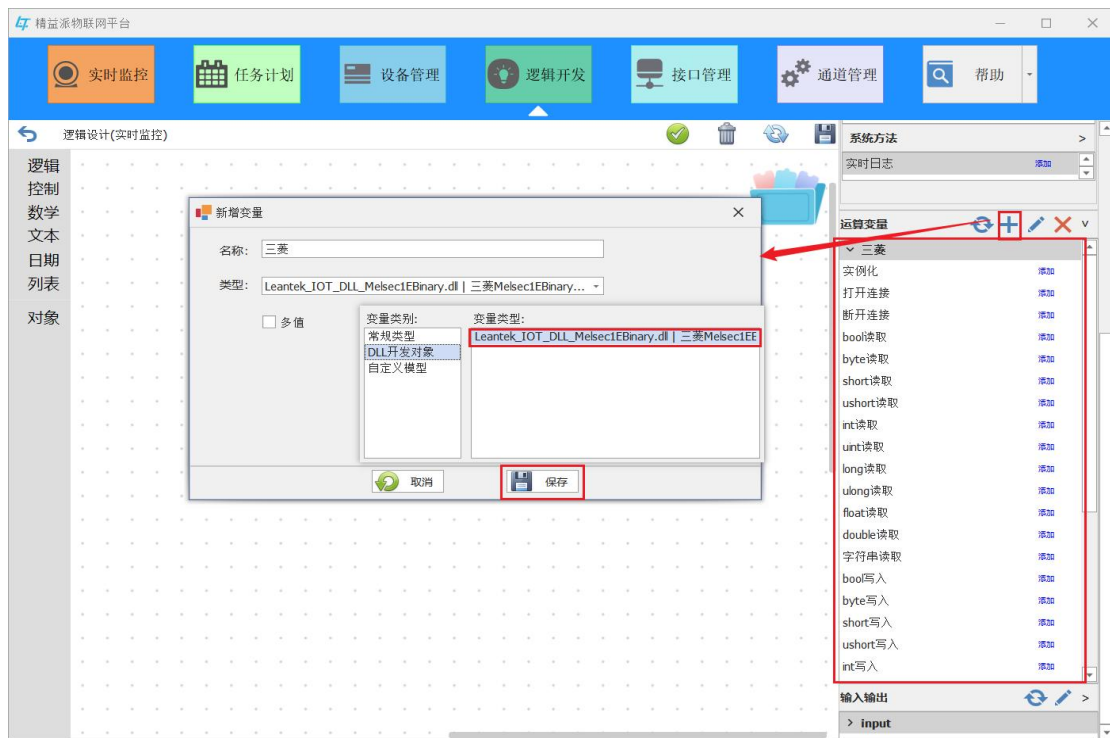 精益派物联网平台
实时监控
任务计划
设备管理
逻辑开发
接口管理
通道管理
帮助
逻辑设计(实时监控)
逻辑
控制
数学
文本
日期
列表
对象
新增变量
名称: 三菱
类型: Leantek_IOT_DLL_Melsec1EBinary.dll | 三菱Melsec1EBinary...
多值
变量类别:
常规类型
DLL开发对象
自定义模型
变量类型:
Leantek_IOT_DLL_Melsec1EBinary.dll | 三菱Melsec1EE
取消
保存
系统方法 >
实时日志 添加
运算变量
三菱
实例化 添加
打开连接 添加
断开连接 添加
bool读取 添加
byte读取 添加
short读取 添加
ushort读取 添加
int读取 添加
uint读取 添加
long读取 添加
ulong读取 添加
float读取 添加
double读取 添加
字符串读取 添加
bool写入 添加
byte写入 添加
short写入 添加
ushort写入 添加
int写入 添加
输入输出 >
> input